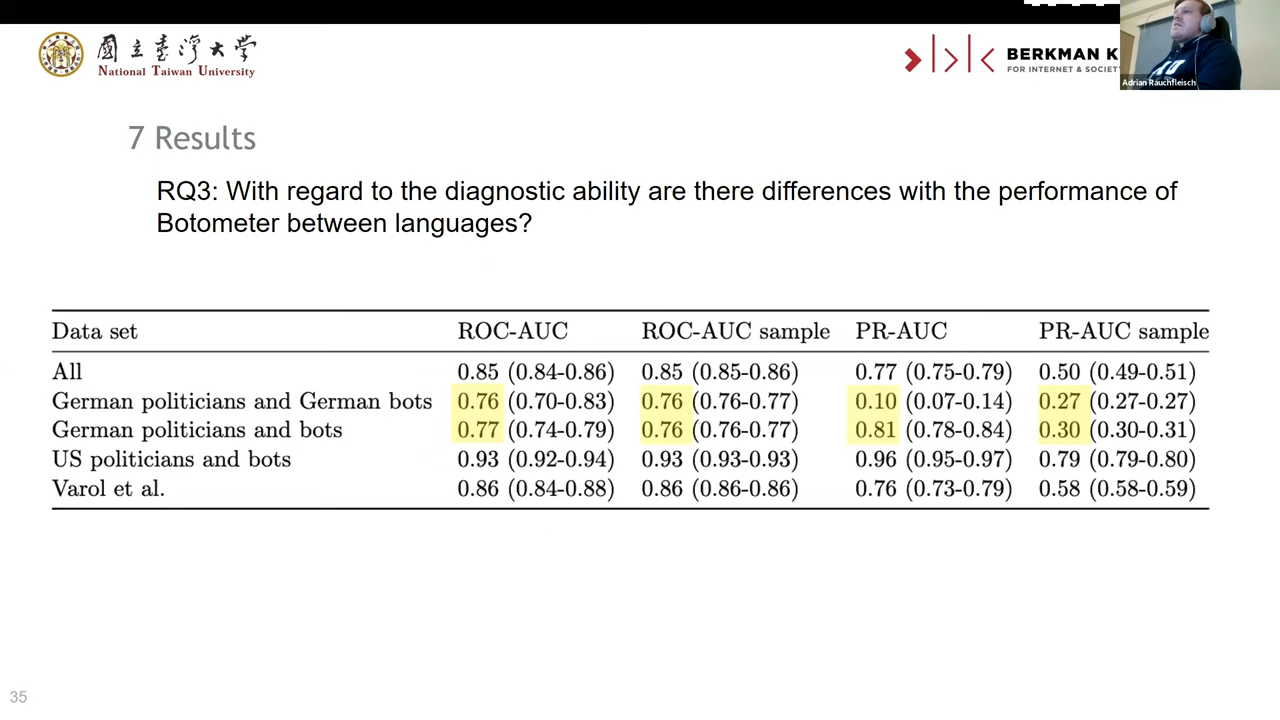 國立臺灣大學
National Taiwan University
BERKMAN K
FOR INTERNET & SOCIETY
Adrian Rauchfleisch
7 Results
RQ3: With regard to the diagnostic ability are there differences with the performance of
Botometer between languages?
Data set ROC-AUC ROC-AUC sample PR-AUC PR-AUC sample
All 0.85 (0.84-0.86) 0.85 (0.85-0.86) 0.77 (0.75-0.79) 0.50 (0.49-0.51)
German politicians and German bots 0.76 (0.70-0.83) 0.76 (0.76-0.77) 0.10 (0.07-0.14) 0.27 (0.27-0.27)
German politicians and bots 0.77 (0.74-0.79) 0.76 (0.76-0.77) 0.81 (0.78-0.84) 0.30 (0.30-0.31)
US politicians and bots 0.93 (0.92-0.94) 0.93 (0.93-0.93) 0.96 (0.95-0.97) 0.79 (0.79-0.80)
Varol et al. 0.86 (0.84-0.88) 0.86 (0.86-0.86) 0.76 (0.73-0.79) 0.58 (0.58-0.59)
35